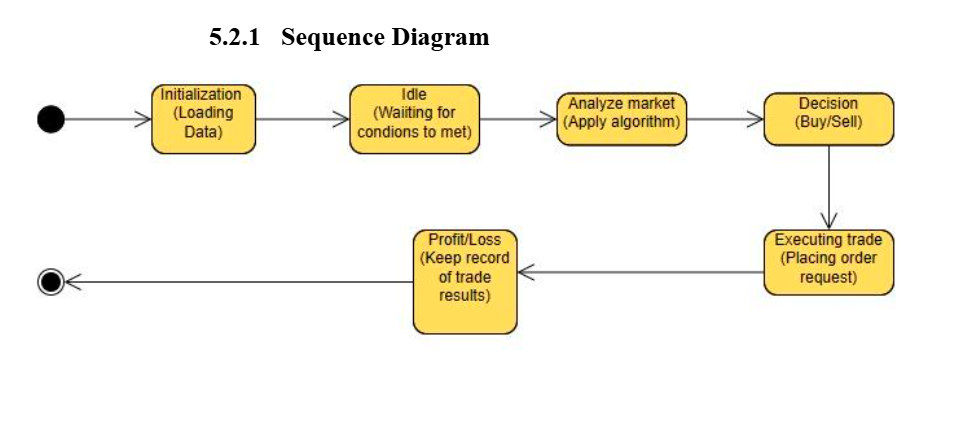 5.2.1 Sequence Diagram
Initialization
(Loading
Data)
Idle
(Waiiting for
condions to met)
Analyze market
(Apply algorithm)
Decision
(Buy/Sell)
Executing trade
(Placing order
request)
Profit/Loss
(Keep record
of trade
results)